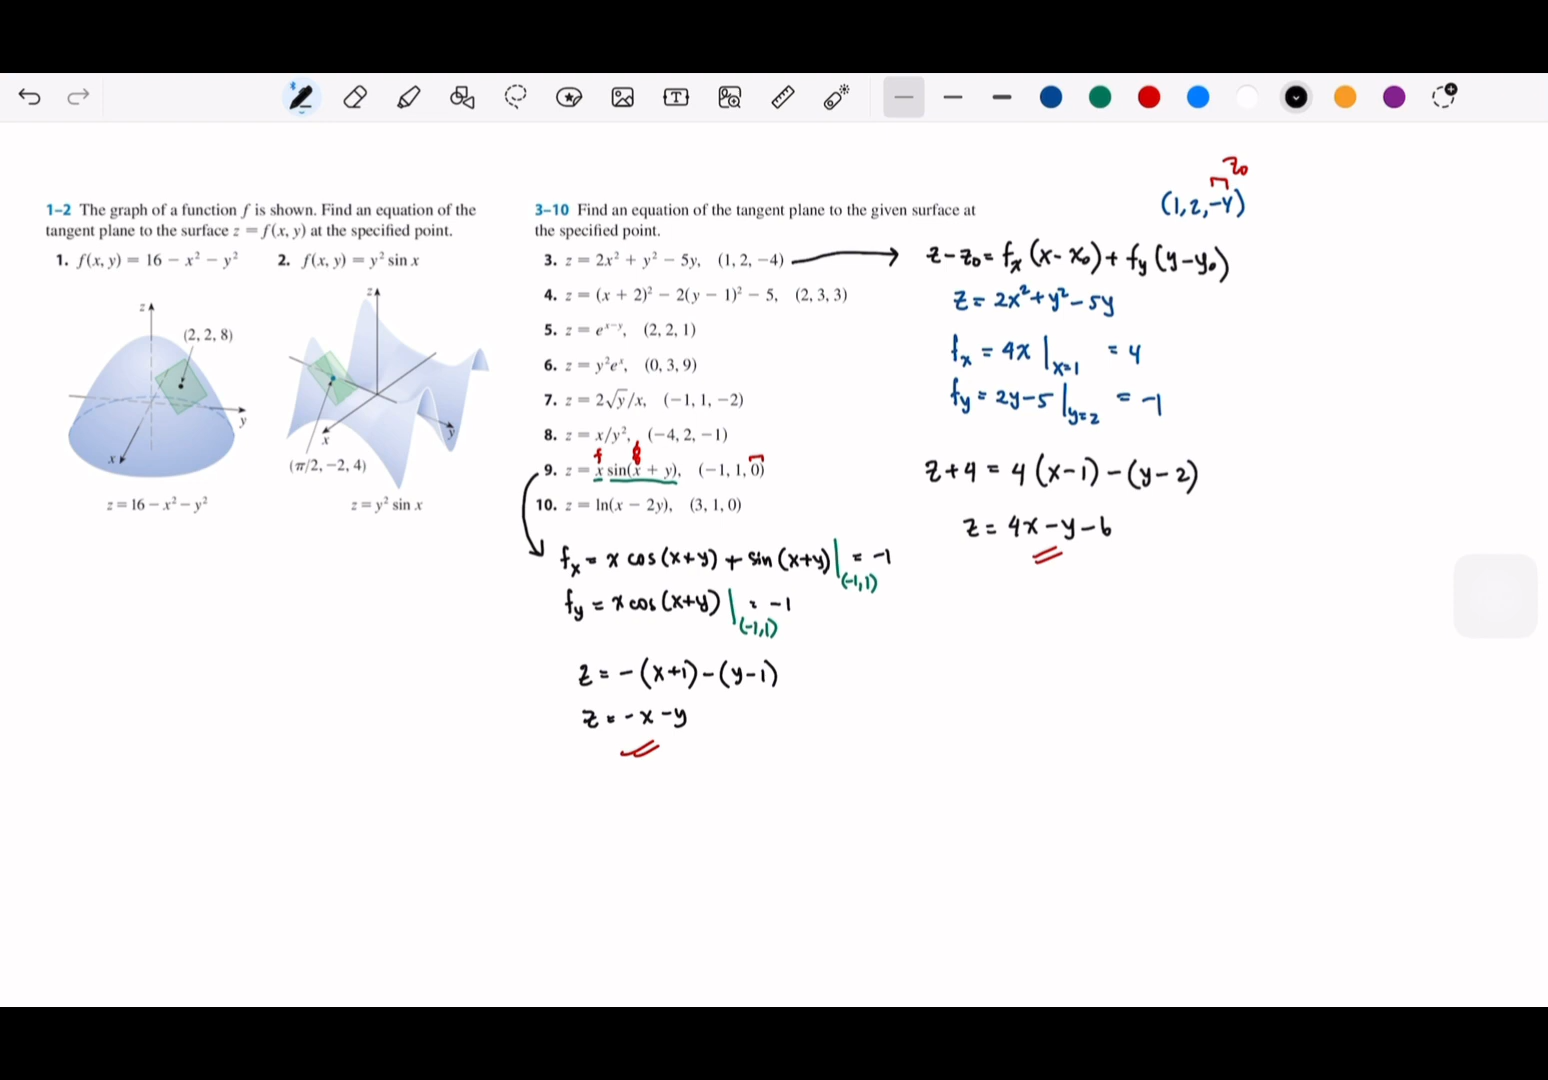 1–2 The graph of a function f is shown. Find an equation of the
tangent plane to the surface z = f(x, y) at the specified point.
1. f(x, y) = 16 − x² − y²
2. f(x, y) = y² sin x
z
(2, 2, 8)
y
x
z = 16 − x² − y²
z
y
x
(π/2, −2, 4)
z = y² sin x
3–10 Find an equation of the tangent plane to the given surface at
the specified point.
3. z = 2x² + y² − 5y, (1, 2, −4)
4. z = (x + 2)² − 2(y − 1)² − 5, (2, 3, 3)
5. z = eˣ⁻ʸ, (2, 2, 1)
6. z = y²eˣ, (0, 3, 9)
7. z = 2√y/x, (−1, 1, −2)
8. z = x/y², (−4, 2, −1)
f g
9. z = x sin(x + y), (−1, 1, 0)
10. z = ln(x − 2y), (3, 1, 0)
fx = x cos(x+y) + sin(x+y)|(-1,1) = -1
fy = x cos(x+y)|(-1,1) = -1
z = -(x+1)-(y-1)
z = -x-y
z₀
(1,2,-4)
z-z₀ = fx(x-x₀)+fy(y-y₀)
z = 2x²+y²-5y
fx = 4x|x=1 = 4
fy = 2y-5|y=2 = -1
z+4 = 4(x-1)-(y-2)
z = 4x-y-6
T